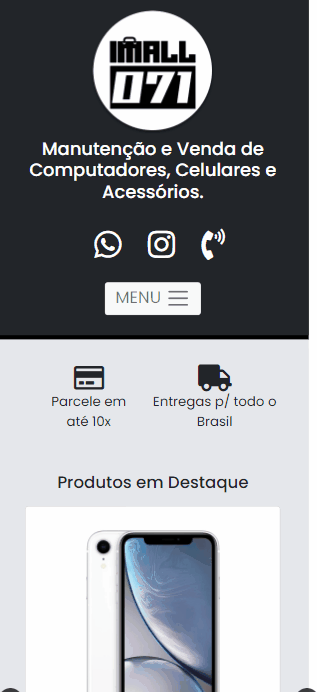 IMALL
071
Manutenção e Venda de
Computadores, Celulares e
Acessórios.
MENU
Parcele em
até 10x
Entregas p/ todo o
Brasil
Produtos em Destaque